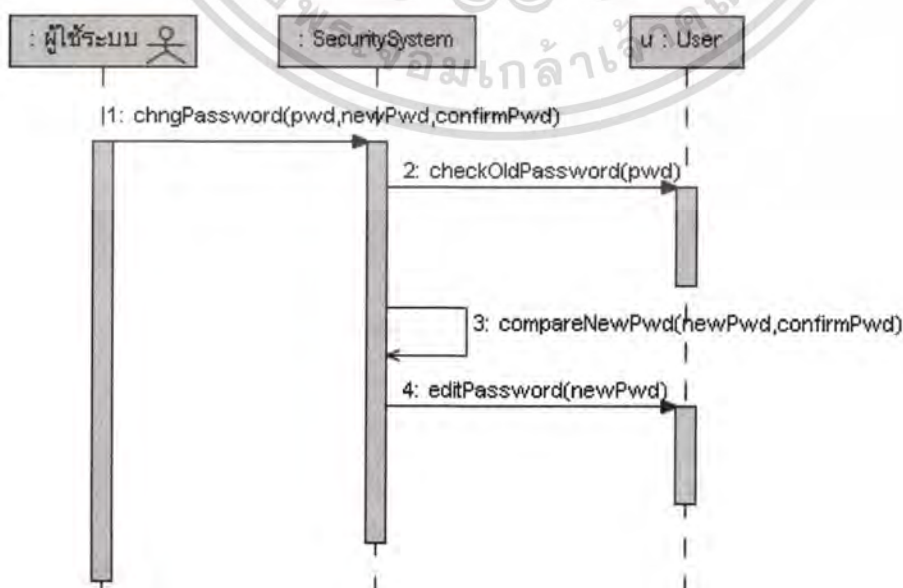 : ผู้ใช้ระบบ
: SecuritySystem
u : User
1: chngPassword(pwd,newPwd,confirmPwd)
2: checkOldPassword(pwd)
3: compareNewPwd(newPwd,confirmPwd)
4: editPassword(newPwd)